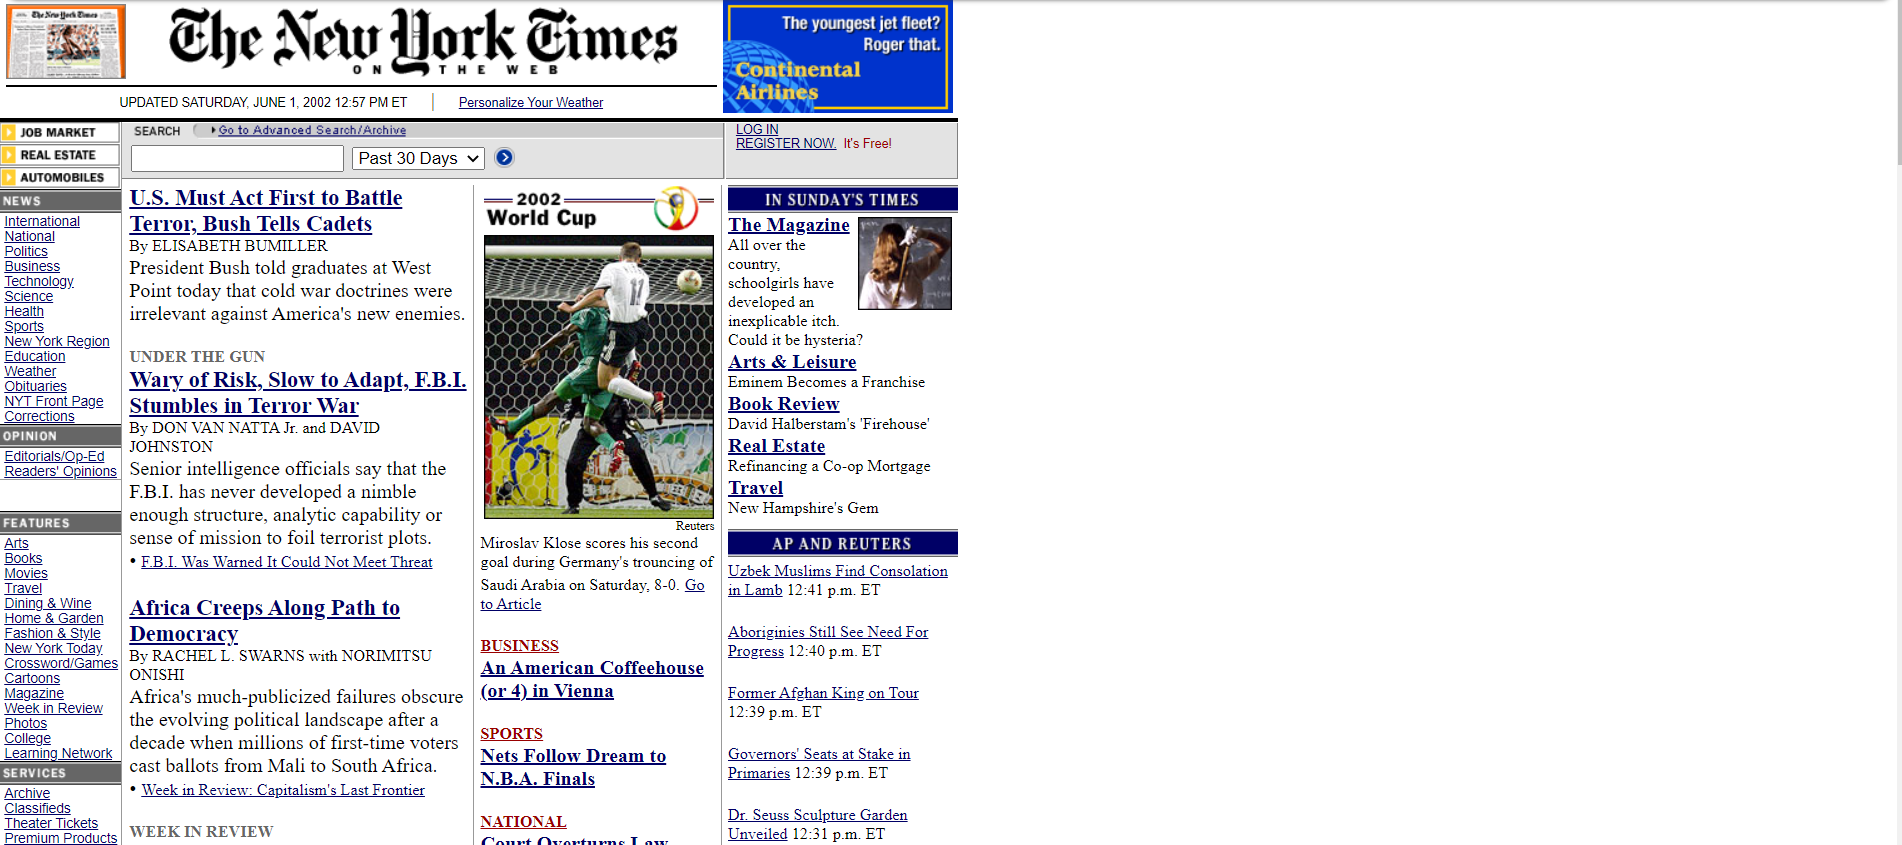 The New York Times
ON THE WEB
The youngest jet fleet?
Roger that.
Continental
Airlines
UPDATED SATURDAY, JUNE 1, 2002 12:57 PM ET
Personalize Your Weather
JOB MARKET
REAL ESTATE
AUTOMOBILES
SEARCH
Go to Advanced Search/Archive
Past 30 Days
LOG IN
REGISTER NOW. It's Free!
NEWS
International
National
Politics
Business
Technology
Science
Health
Sports
New York Region
Education
Weather
Obituaries
NYT Front Page
Corrections
OPINION
Editorials/Op-Ed
Readers' Opinions
FEATURES
Arts
Books
Movies
Travel
Dining & Wine
Home & Garden
Fashion & Style
New York Today
Crossword/Games
Cartoons
Magazine
Week in Review
Photos
College
Learning Network
SERVICES
Archive
Classifieds
Theater Tickets
Premium Products
U.S. Must Act First to Battle
Terror, Bush Tells Cadets
By ELISABETH BUMILLER
President Bush told graduates at West
Point today that cold war doctrines were
irrelevant against America's new enemies.
UNDER THE GUN
Wary of Risk, Slow to Adapt, F.B.I.
Stumbles in Terror War
By DON VAN NATTA Jr. and DAVID
JOHNSTON
Senior intelligence officials say that the
F.B.I. has never developed a nimble
enough structure, analytic capability or
sense of mission to foil terrorist plots.
• F.B.I. Was Warned It Could Not Meet Threat
Africa Creeps Along Path to
Democracy
By RACHEL L. SWARNS with NORIMITSU
ONISHI
Africa's much-publicized failures obscure
the evolving political landscape after a
decade when millions of first-time voters
cast ballots from Mali to South Africa.
• Week in Review: Capitalism's Last Frontier
WEEK IN REVIEW
2002
World Cup
11
Reuters
Miroslav Klose scores his second
goal during Germany's trouncing of
Saudi Arabia on Saturday, 8-0. Go
to Article
BUSINESS
An American Coffeehouse
(or 4) in Vienna
SPORTS
Nets Follow Dream to
N.B.A. Finals
NATIONAL
Court Overturns Law
IN SUNDAY'S TIMES
The Magazine
All over the
country,
schoolgirls have
developed an
inexplicable itch.
Could it be hysteria?
Arts & Leisure
Eminem Becomes a Franchise
Book Review
David Halberstam's 'Firehouse'
Real Estate
Refinancing a Co-op Mortgage
Travel
New Hampshire's Gem
AP AND REUTERS
Uzbek Muslims Find Consolation
in Lamb 12:41 p.m. ET
Aboriginies Still See Need For
Progress 12:40 p.m. ET
Former Afghan King on Tour
12:39 p.m. ET
Governors' Seats at Stake in
Primaries 12:39 p.m. ET
Dr. Seuss Sculpture Garden
Unveiled 12:31 p.m. ET